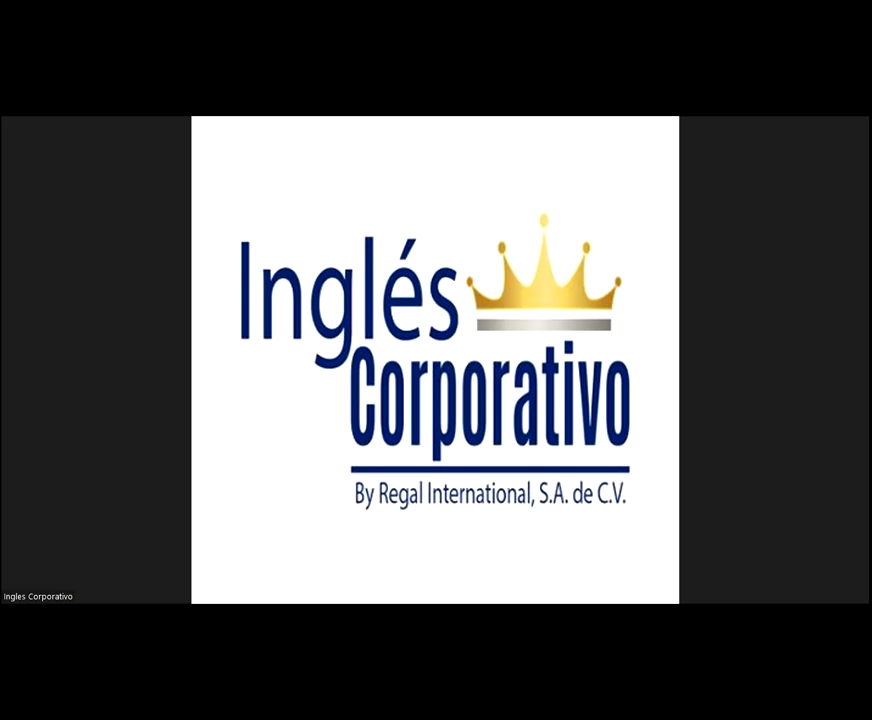 Inglés
Corporativo
By Regal International, S.A. de C.V.
Ingles Corporativo